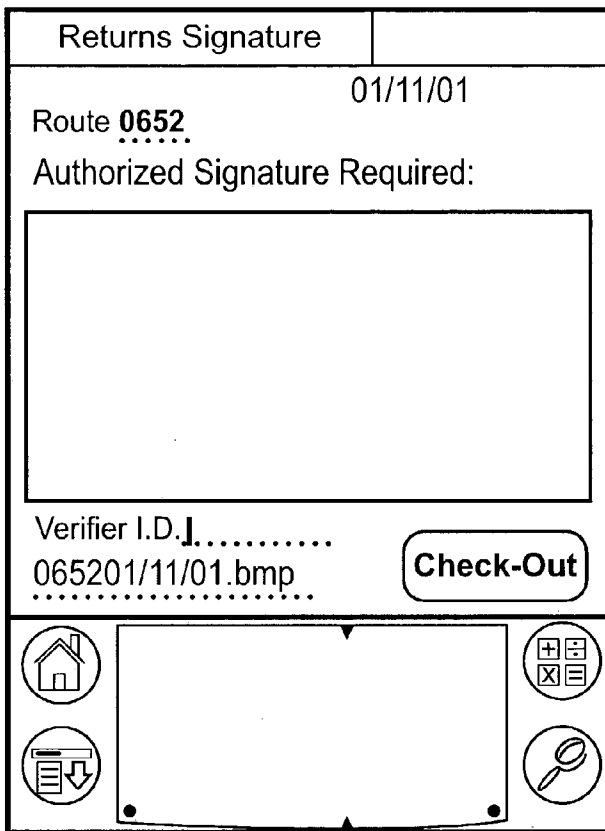 Returns Signature
01/11/01
Route 0652
Authorized Signature Required:
Verifier I.D.
065201/11/01.bmp
Check-Out